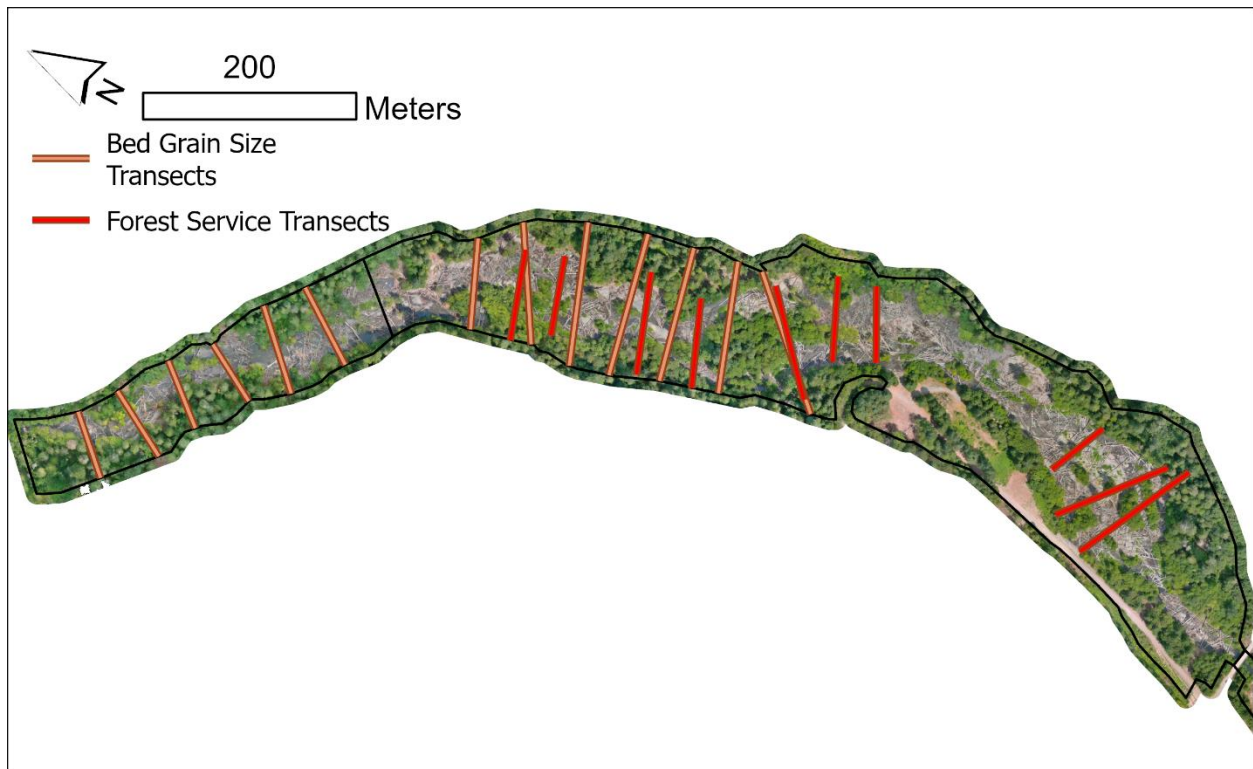 200
N
Meters
Bed Grain Size
Transects
Forest Service Transects